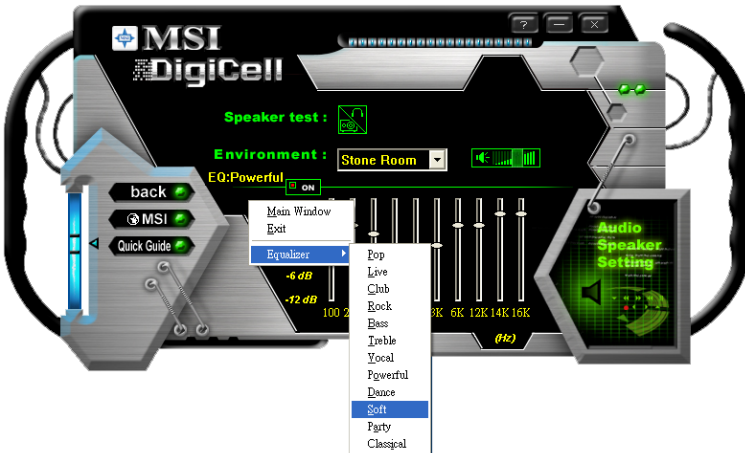 ? — X
MSI
DigiCell
Speaker test :
Environment : Stone Room
EQ:Powerful
ON
back
MSI
Quick Guide
Main Window
Exit
Equalizer
Pop
Live
Club
Rock
Bass
Treble
Vocal
Powerful
Dance
Soft
Party
Classical
-6 dB
-12 dB
100 2 3K 6K 12K 14K 16K
(Hz)
Audio
Speaker
Setting